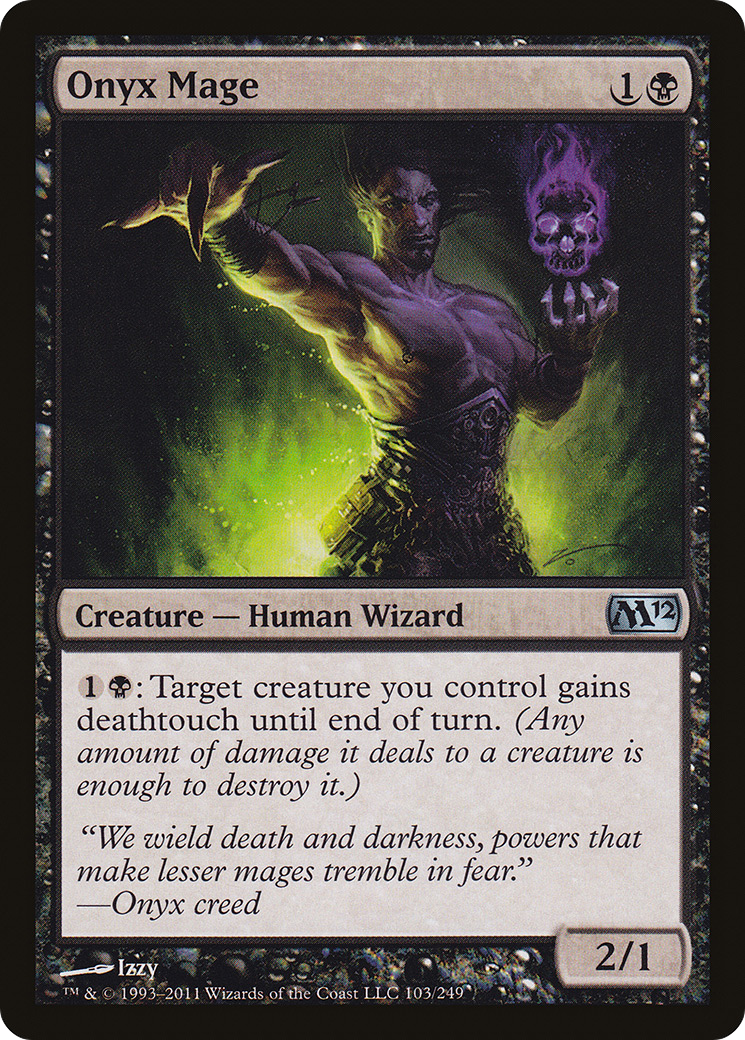 Onyx Mage 1
Creature — Human Wizard M12
1: Target creature you control gains
deathtouch until end of turn. (Any
amount of damage it deals to a creature is
enough to destroy it.)
“We wield death and darkness, powers that
make lesser mages tremble in fear.”
—Onyx creed
2/1
Izzy
™ & © 1993–2011 Wizards of the Coast LLC 103/249